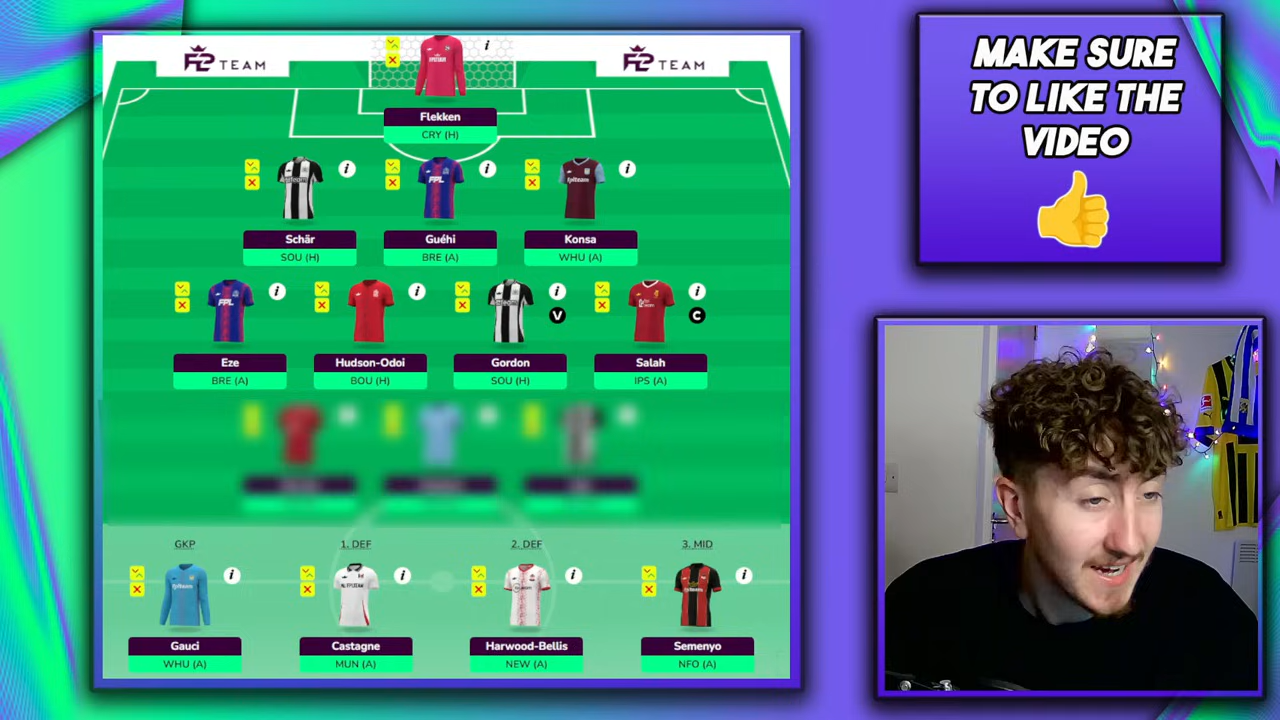 TEAM
TEAM
MAKE SURE
TO LIKE THE
VIDEO
i
Flekken
CRY (H)
i
i
i
FPL
fplteam
Schär
Guéhi
Konsa
SOU (H)
BRE (A)
WHU (A)
i
i
i
i
FPL
V
C
Eze
Hudson-Odoi
Gordon
Salah
BRE (A)
BOU (H)
SOU (H)
IPS (A)
GKP
1. DEF
2. DEF
3. MID
i
i
i
i
Gauci
Castagne
Harwood-Bellis
Semenyo
WHU (A)
MUN (A)
NEW (A)
NFO (A)